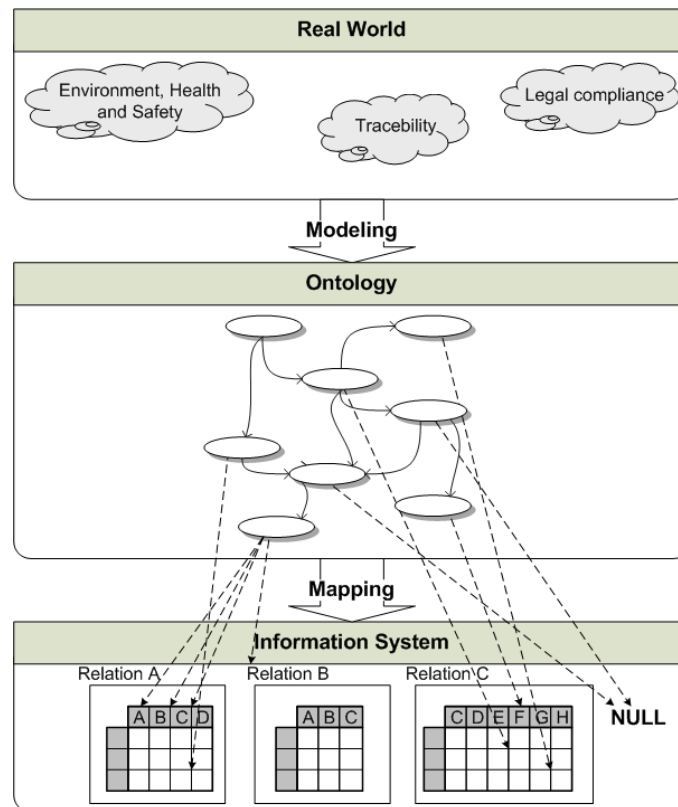 Real World
Environment, Health
and Safety
Tracebility
Legal compliance
Modeling
Ontology
Mapping
Information System
Relation A
Relation B
Relation C
A B C D
A B C
C D E F G H
NULL